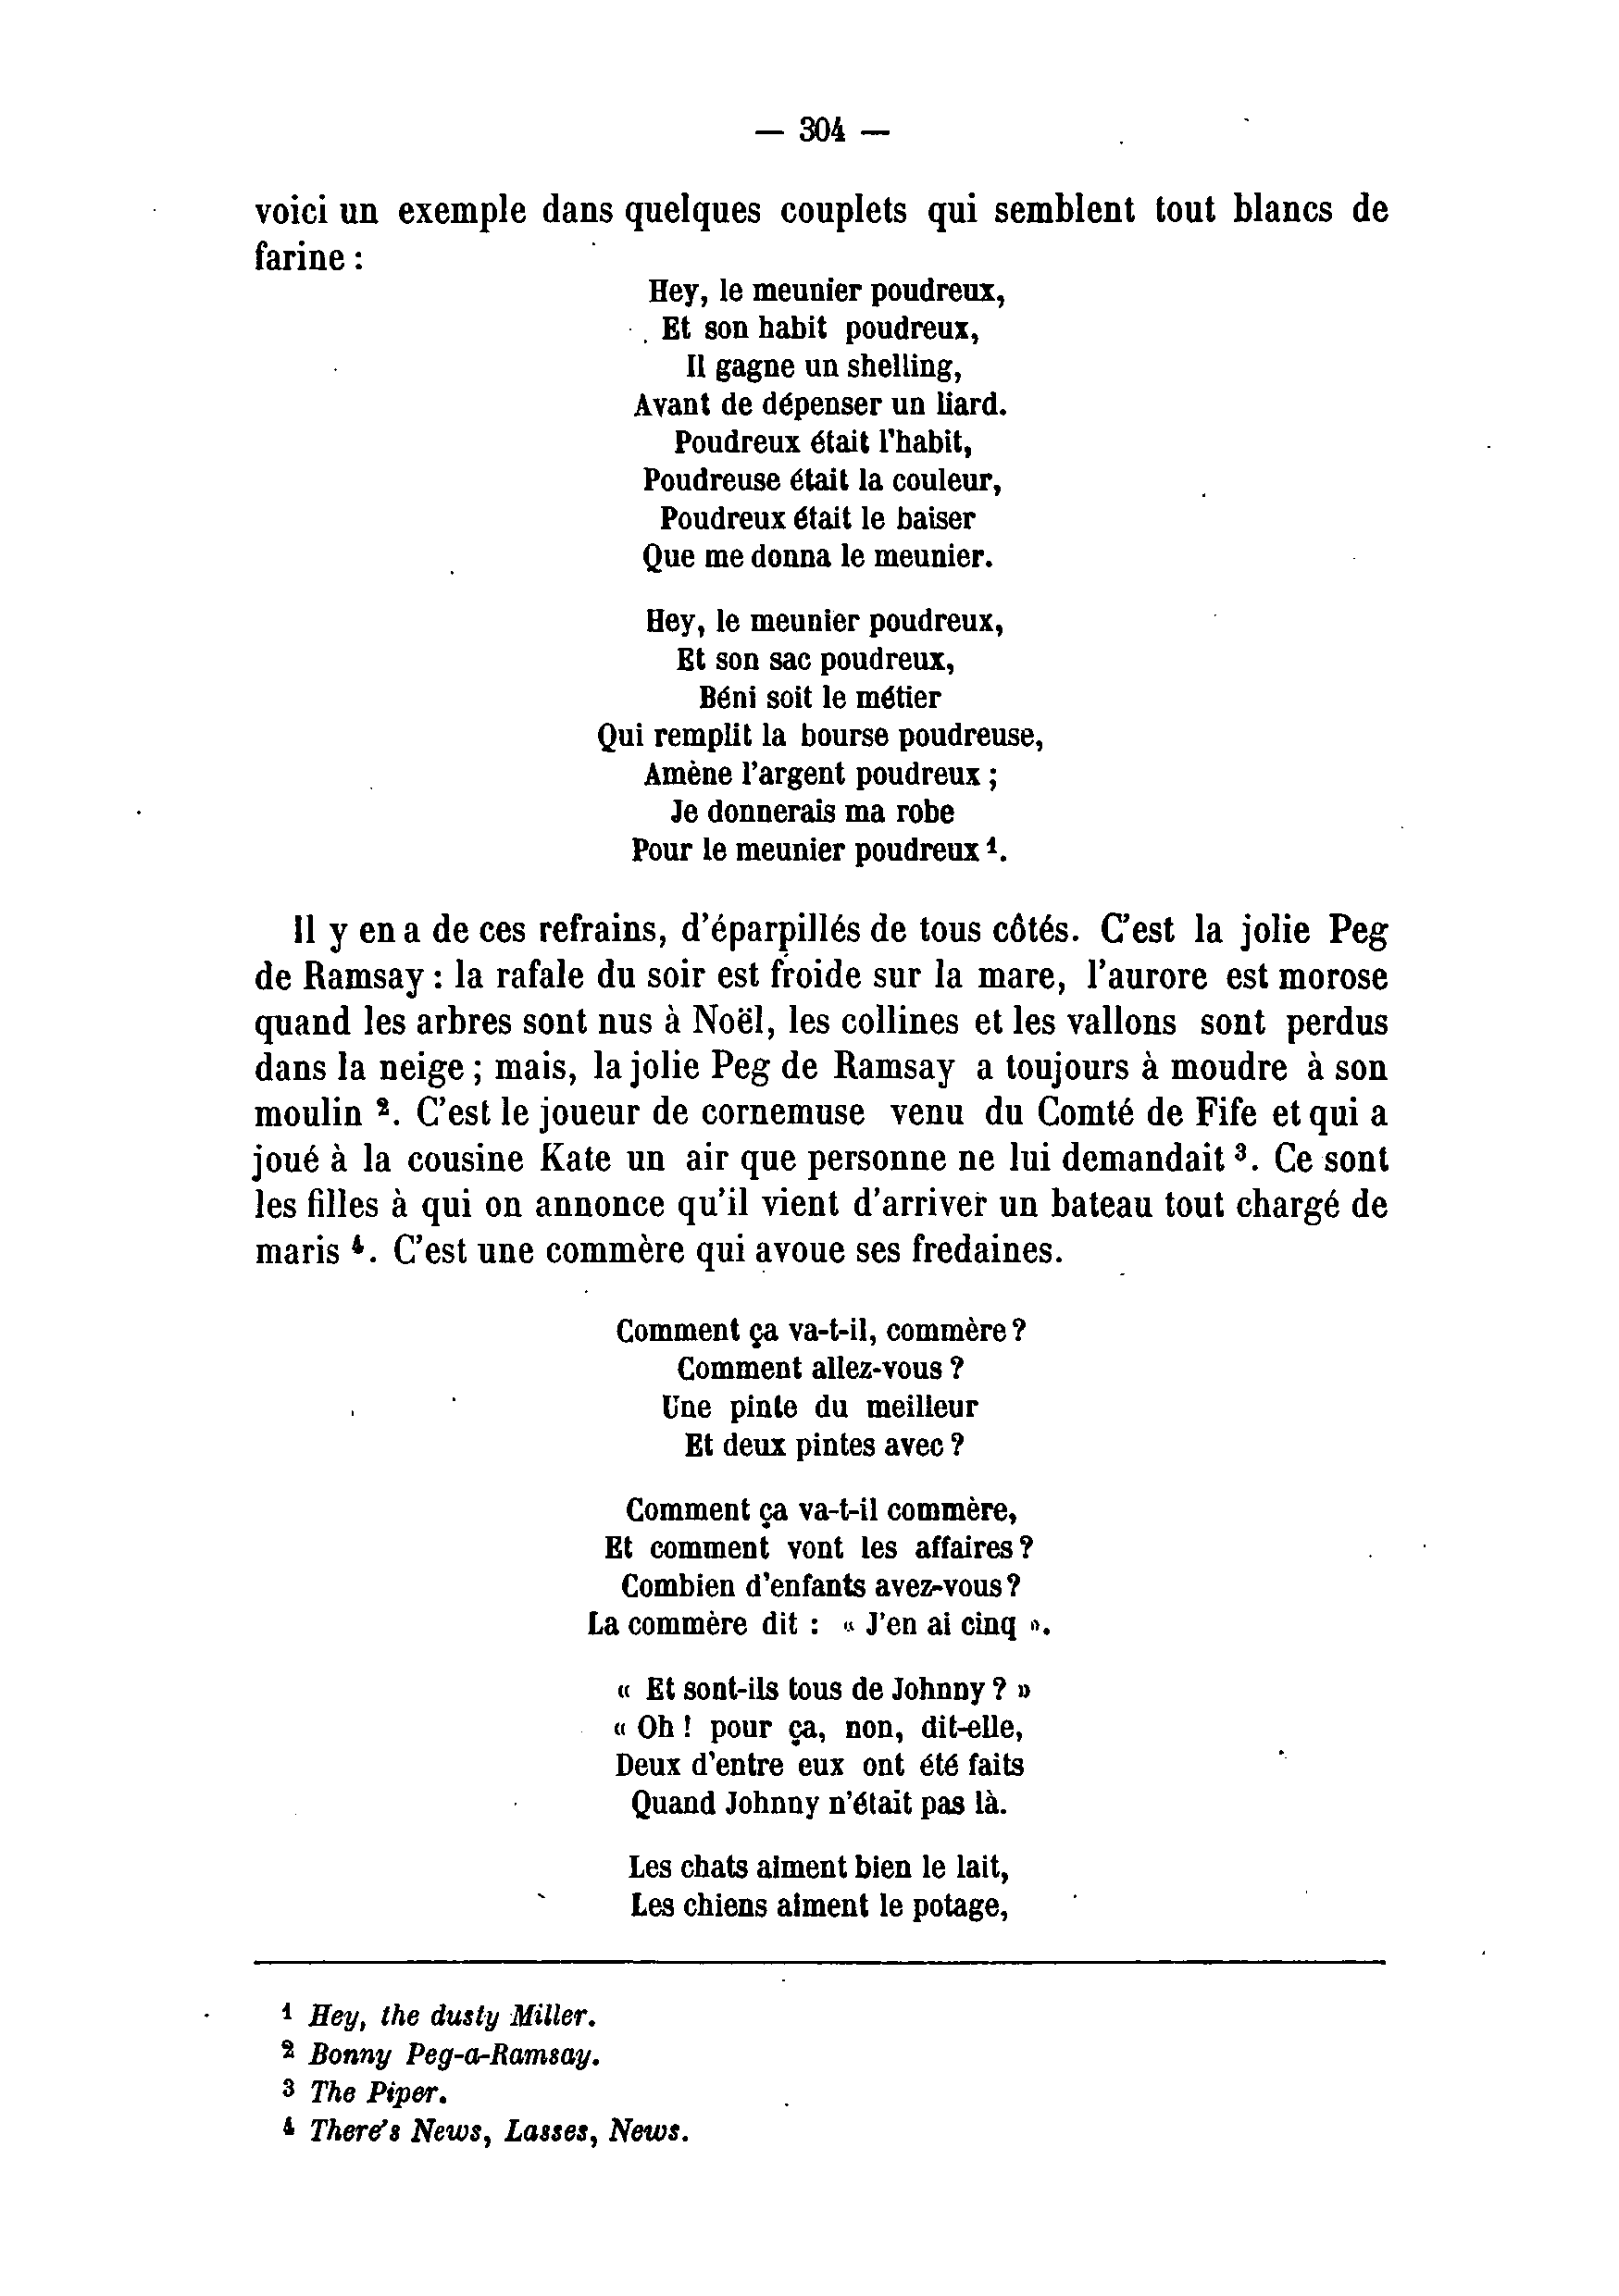 — 304 —
voici un exemple dans quelques couplets qui semblent tout blancs de
farine :
Hey, le meunier poudreux,
Et son habit poudreux,
Il gagne un shelling,
Avant de dépenser un liard.
Poudreux était l'habit,
Poudreuse était la couleur,
Poudreux était le baiser
Que me donna le meunier.
Hey, le meunier poudreux,
Et son sac poudreux,
Béni soit le métier
Qui remplit la bourse poudreuse,
Amène l'argent poudreux ;
Je donnerais ma robe
Pour le meunier poudreux ¹.
Il y en a de ces refrains, d'éparpillés de tous côtés. C'est la jolie Peg
de Ramsay : la rafale du soir est froide sur la mare, l'aurore est morose
quand les arbres sont nus à Noël, les collines et les vallons sont perdus
dans la neige ; mais, la jolie Peg de Ramsay a toujours à moudre à son
moulin ². C'est le joueur de cornemuse venu du Comté de Fife et qui a
joué à la cousine Kate un air que personne ne lui demandait ³. Ce sont
les filles à qui on annonce qu'il vient d'arriver un bateau tout chargé de
maris ⁴. C'est une commère qui avoue ses fredaines.
Comment ça va-t-il, commère ?
Comment allez-vous ?
Une pinte du meilleur
Et deux pintes avec ?
Comment ça va-t-il commère,
Et comment vont les affaires ?
Combien d'enfants avez-vous ?
La commère dit : « J'en ai cinq ».
« Et sont-ils tous de Johnny ? »
« Oh ! pour ça, non, dit-elle,
Deux d'entre eux ont été faits
Quand Johnny n'était pas là.
Les chats aiment bien le lait,
Les chiens aiment le potage,
¹ Hey, the dusty Miller.
² Bonny Peg-a-Ramsay.
³ The Piper.
⁴ There's News, Lasses, News.